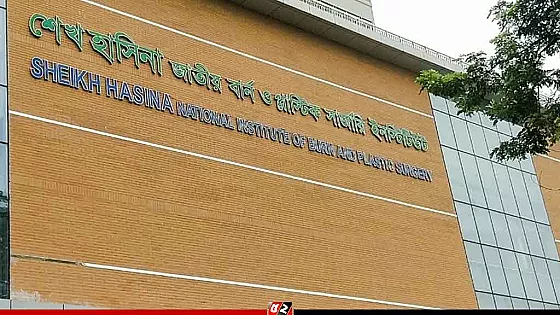 শেখ হাসিনা জাতীয় বার্ন ও প্লাস্টিক সার্জারি ইনস্টিটিউট
SHEIKH HASINA NATIONAL INSTITUTE OF BURN AND PLASTIC SURGERY